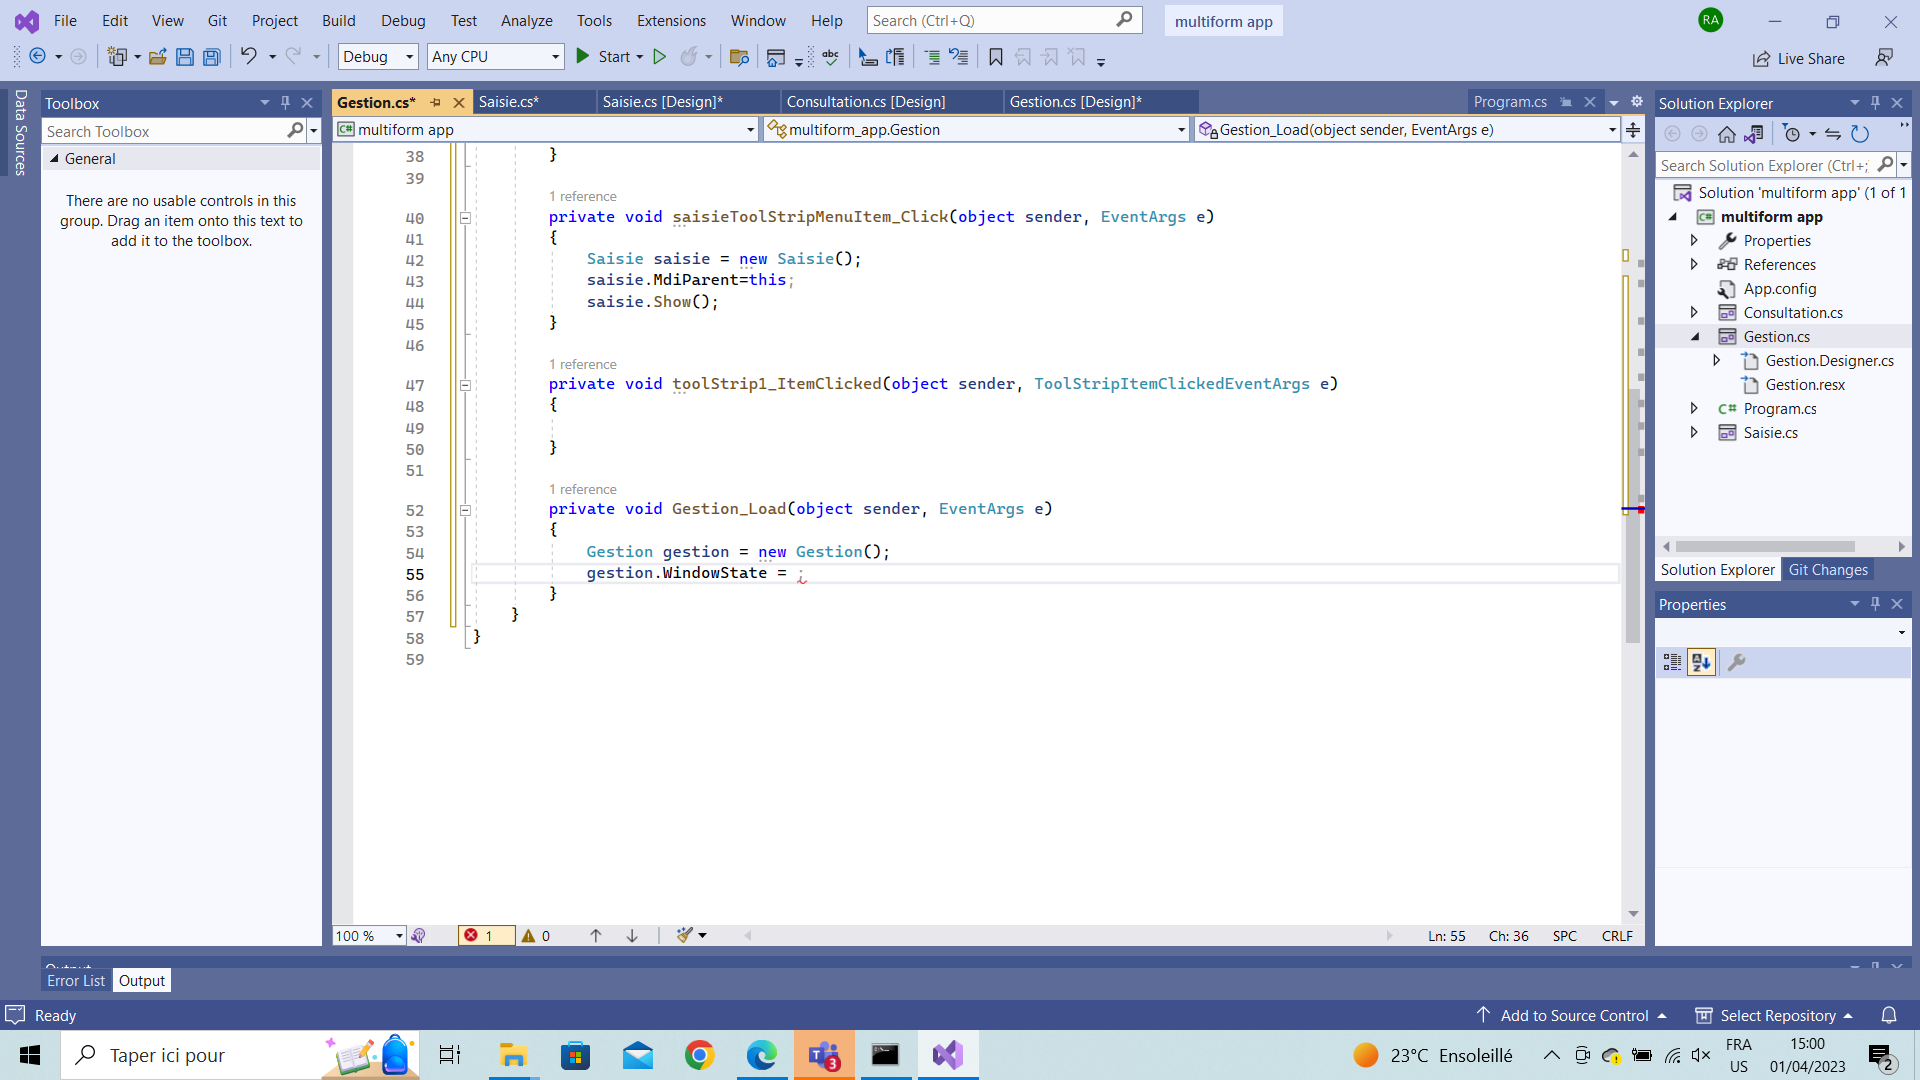 File Edit View Git Project Build Debug Test Analyze Tools Extensions Window Help Search (Ctrl+Q) multiform app RA
Debug Any CPU Start Live Share
Data Sources
Toolbox
Search Toolbox
General
There are no usable controls in this
group. Drag an item onto this text to
add it to the toolbox.
Gestion.cs* Saisie.cs* Saisie.cs [Design]* Consultation.cs [Design] Gestion.cs [Design]* Program.cs
multiform app multiform_app.Gestion Gestion_Load(object sender, EventArgs e)
38 }
39
1 reference
40 private void saisieToolStripMenuItem_Click(object sender, EventArgs e)
41 {
42 Saisie saisie = new Saisie();
43 saisie.MdiParent=this;
44 saisie.Show();
45 }
46
1 reference
47 private void toolStrip1_ItemClicked(object sender, ToolStripItemClickedEventArgs e)
48 {
49
50 }
51
1 reference
52 private void Gestion_Load(object sender, EventArgs e)
53 {
54 Gestion gestion = new Gestion();
55 gestion.WindowState = ;
56 }
57 }
58 }
59
100 % 1 0 Ln: 55 Ch: 36 SPC CRLF
Solution Explorer
Search Solution Explorer (Ctrl+;
Solution 'multiform app' (1 of 1
multiform app
Properties
References
App.config
Consultation.cs
Gestion.cs
Gestion.Designer.cs
Gestion.resx
Program.cs
Saisie.cs
Solution Explorer Git Changes
Properties
Output
Error List Output
Ready Add to Source Control Select Repository
Taper ici pour 3 23°C Ensoleillé FRA US 15:00 01/04/2023 2